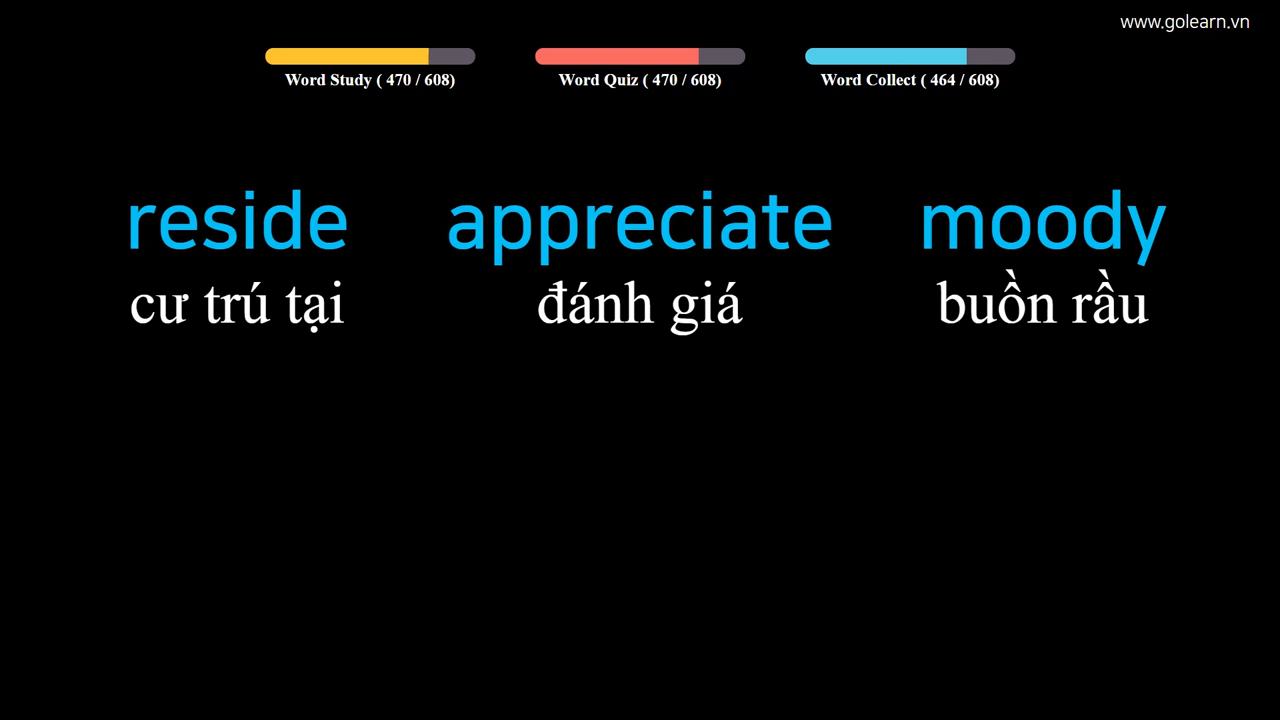 www.golearn.vn
Word Study ( 470 / 608)
Word Quiz ( 470 / 608)
Word Collect ( 464 / 608)
reside
appreciate
moody
cư trú tại
đánh giá
buồn rầu